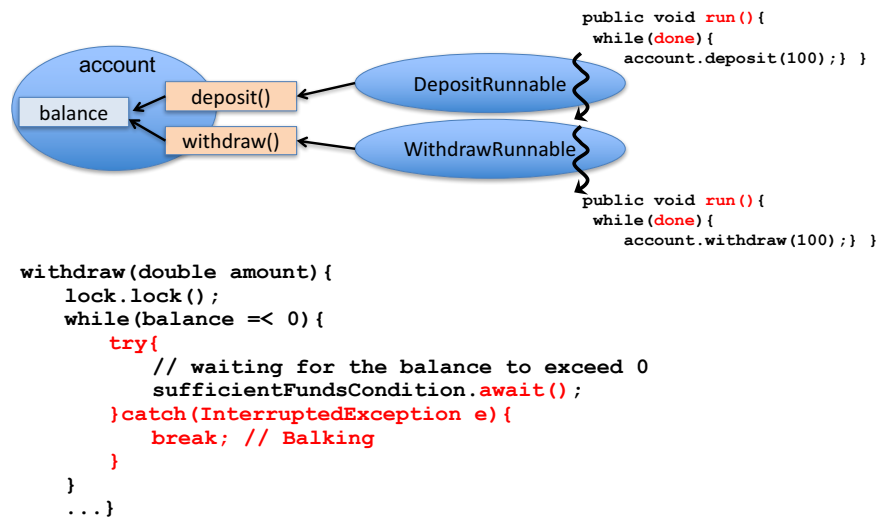 public void run(){
while(done){
account.deposit(100);} }
account
balance
deposit()
withdraw()
DepositRunnable
WithdrawRunnable
public void run(){
while(done){
account.withdraw(100);} }
withdraw(double amount){
lock.lock();
while(balance =< 0){
try{
// waiting for the balance to exceed 0
sufficientFundsCondition.await();
}catch(InterruptedException e){
break; // Balking
}
}
...}